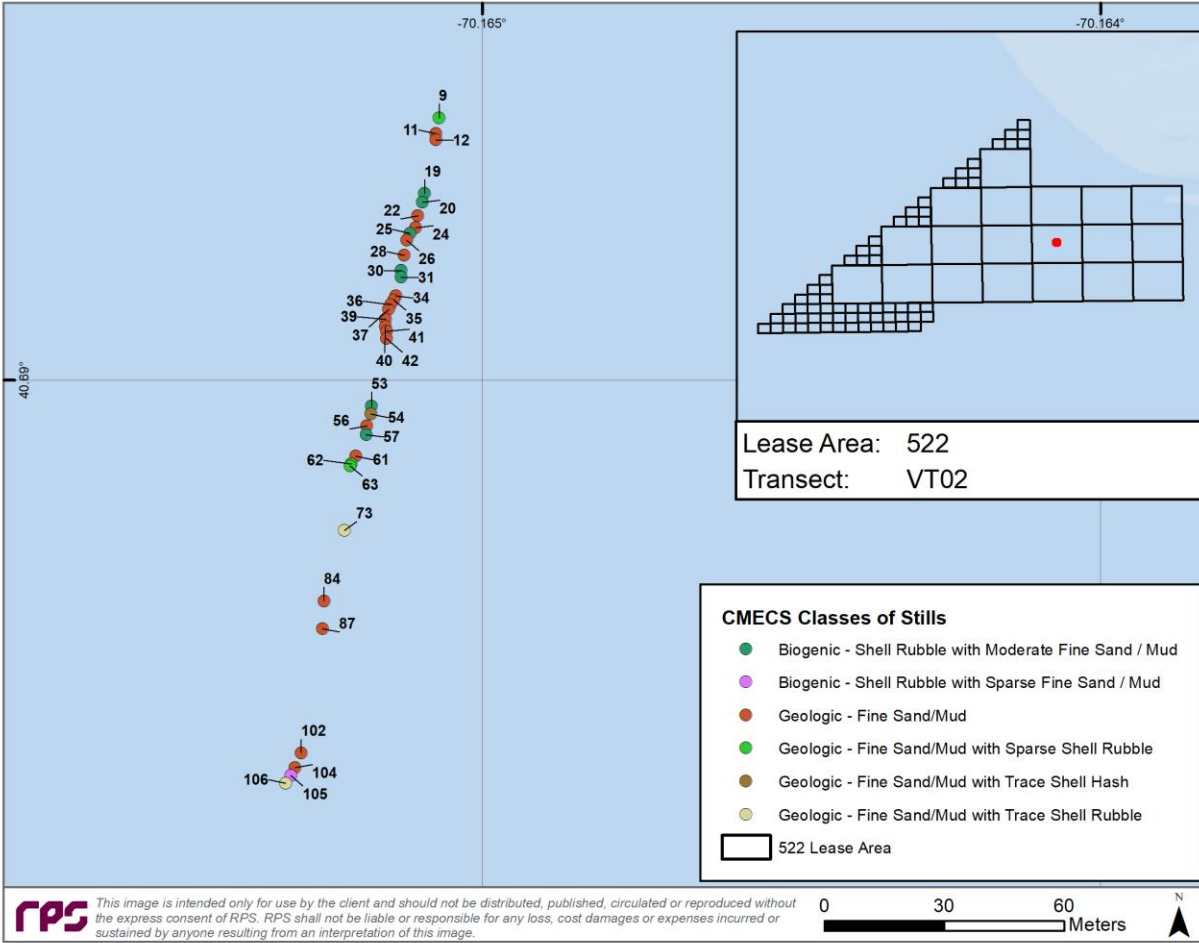 -70.165°
-70.164°
9
11
12
19
22
20
25
24
28
26
30
31
36
34
39
35
37
41
40
42
53
56
54
57
62
61
63
40.69°
73
84
87
102
104
106
105
Lease Area: 522
Transect: VT02
CMECS Classes of Stills
Biogenic - Shell Rubble with Moderate Fine Sand / Mud
Biogenic - Shell Rubble with Sparse Fine Sand / Mud
Geologic - Fine Sand/Mud
Geologic - Fine Sand/Mud with Sparse Shell Rubble
Geologic - Fine Sand/Mud with Trace Shell Hash
Geologic - Fine Sand/Mud with Trace Shell Rubble
522 Lease Area
rps
This image is intended only for use by the client and should not be distributed, published, circulated or reproduced without
the express consent of RPS. RPS shall not be liable or responsible for any loss, cost damages or expenses incurred or
sustained by anyone resulting from an interpretation of this image.
0 30 60
Meters
N